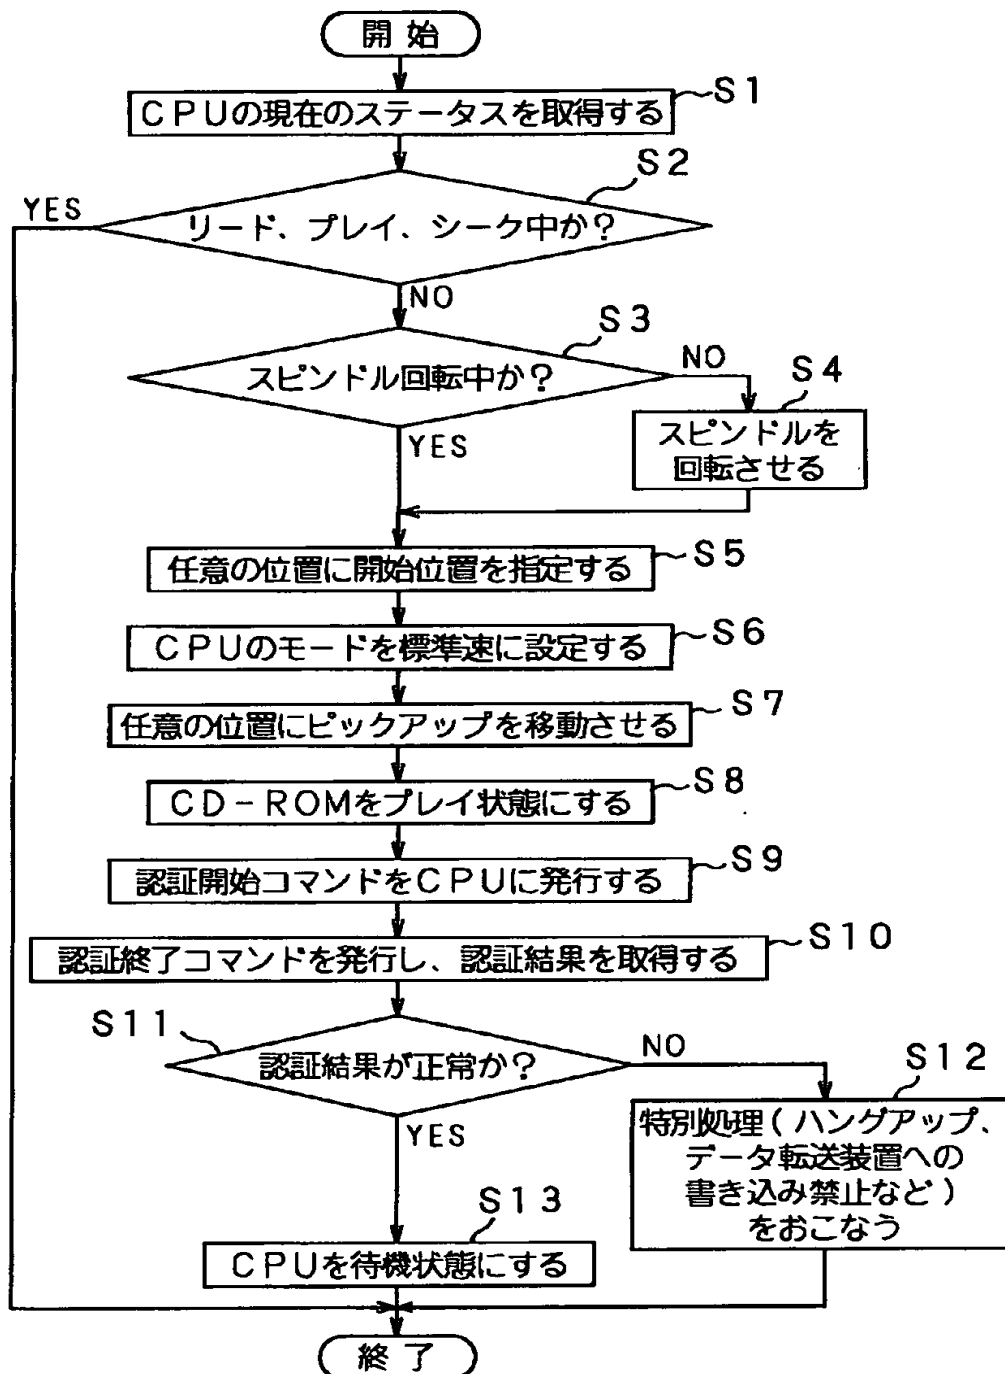 開始
S1
CPUの現在のステータスを取得する
S2
YES
リード、プレイ、シーク中か？
NO
S3
スピンドル回転中か？
NO
S4
スピンドルを
回転させる
YES
S5
任意の位置に開始位置を指定する
S6
CPUのモードを標準速に設定する
S7
任意の位置にピックアップを移動させる
S8
CD－ROMをプレイ状態にする
S9
認証開始コマンドをCPUに発行する
S10
認証終了コマンドを発行し、認証結果を取得する
S11
認証結果が正常か？
NO
S12
特別処理（ハングアップ、
データ転送装置への
書き込み禁止など）
をおこなう
YES
S13
CPUを待機状態にする
終了